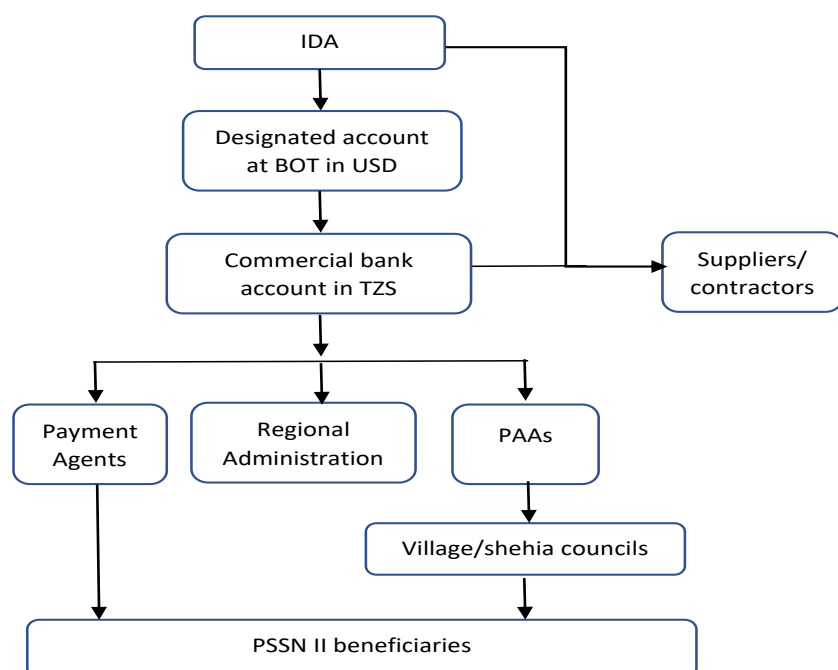 IDA
Designated account
at BOT in USD
Commercial bank
account in TZS
Suppliers/
contractors
Payment
Agents
Regional
Administration
PAAs
Village/shehia councils
PSSN II beneficiaries